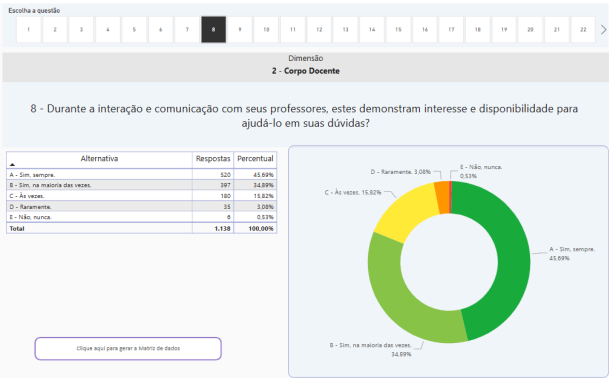 Escolha a questão
1 2 3 4 5 6 7 8 9 10 11 12 13 14 15 16 17 18 19 20 21 22
Dimensão
2 - Corpo Docente
8 - Durante a interação e comunicação com seus professores, estes demonstram interesse e disponibilidade para
ajudá-lo em suas dúvidas?
Alternativa Respostas Percentual
A - Sim, sempre. 520 45,69%
B - Sim, na maioria das vezes. 397 34,89%
C - Às vezes. 180 15,82%
D - Raramente. 35 3,08%
E - Não, nunca. 6 0,53%
Total 1.138 100,00%
Clique aqui para gerar a Matriz de dados
D - Raramente. 3,08%
E - Não, nunca.
0,53%
C - Às vezes. 15,82%
A - Sim, sempre.
45,69%
B - Sim, na maioria das vezes.
34,89%